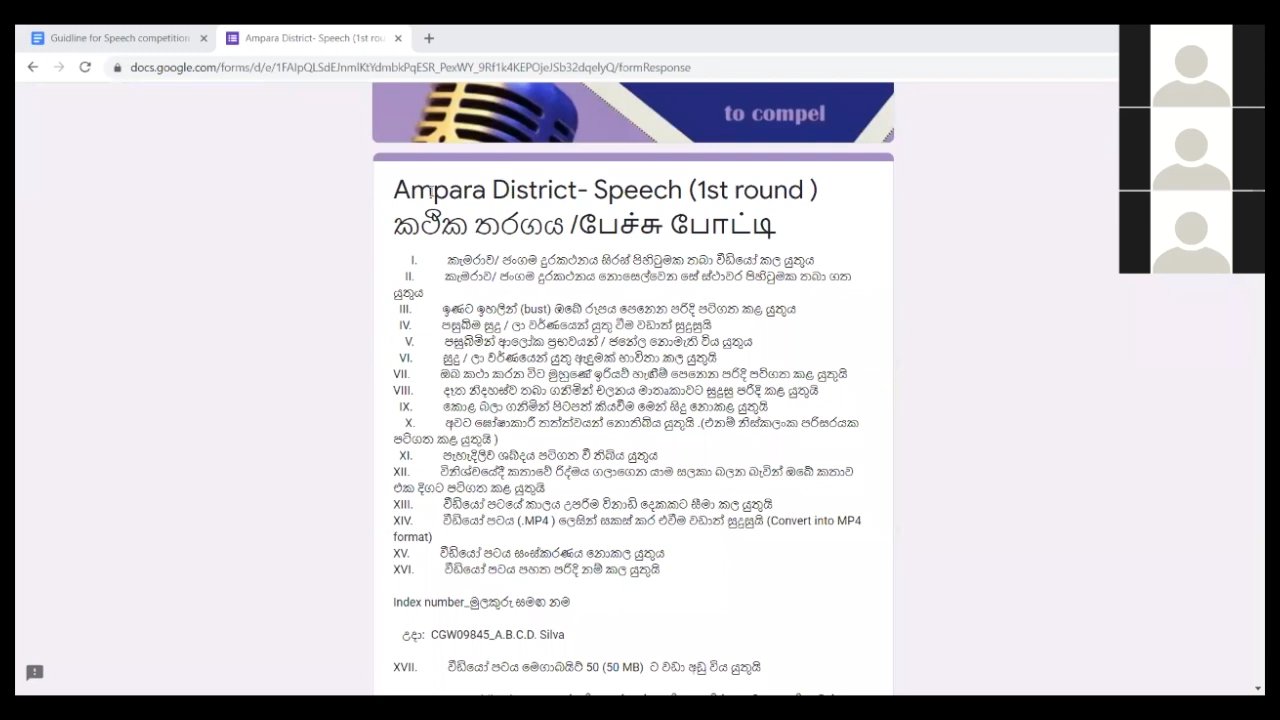 Guidline for Speech competition
Ampara District- Speech (1st rou
docs.google.com/forms/d/e/1FAIpQLSdEJnmlKtYdmbkPqESR_PexWY_9Rf1k4KEPOjeJSb32dqelyQ/formResponse
to compel
Ampara District- Speech (1st round )
කථික තරගය /பேச்சு போட்டி
I. කැමරාව/ ජංගම දුරකථනය සිරස් පිහිටුමක තබා වීඩියෝ කල යුතුය
II. කැමරාව/ ජංගම දුරකථනය නොසෙල්වෙන සේ ස්ථාවර පිහිටුමක තබා ගත
යුතුය
III. ඉණට ඉහලින් (bust) ඔබේ රුපය පෙනෙන පරිදි පටිගත කළ යුතුය
IV. පසුබිම සුදු / ලා වර්ණයෙන් යුතු වීම වඩාත් සුදුසුයි
V. පසුබිමින් ආලෝක ප්‍රභවයන් / ජනේල නොමැති විය යුතුය
VI. සුදු / ලා වර්ණයෙන් යුතු ඇඳුමක් භාවිතා කල යුතුයි
VII. ඔබ කථා කරන විට මුහුණේ ඉරියව් හැඟීම් පෙනෙන පරිදි පටිගත කළ යුතුයි
VIII. දෑත නිදහස්ව තබා ගනිමින් චලනය මාතෘකාවට සුදුසු පරිදි කළ යුතුයි
IX. කොළ බලා ගනිමින් පිටපත් කියවීම මෙන් සිදු නොකළ යුතුයි
X. අවට ඝෝෂාකාරී තත්ත්වයන් නොතිබිය යුතුයි .(එනම් නිස්කලංක පරිසරයක
පටිගත කළ යුතුයි )
XI. පැහැදිලිව ශබ්දය පටිගත වී තිබිය යුතුය
XII. විනිශ්චයේදී කතාවේ රිද්මය ගලාගෙන යාම සලකා බලන බැවින් ඔබේ කතාව
එක දිගට පටිගත කළ යුතුයි
XIII. වීඩියෝ පටයේ කාලය උපරිම විනාඩි දෙකකට සීමා කල යුතුයි
XIV. වීඩියෝ පටය (.MP4 ) ලෙසින් සකස් කර එවීම වඩාත් සුදුසුයි (Convert into MP4
format)
XV. වීඩියෝ පටය සංස්කරණය නොකල යුතුය
XVI. වීඩියෝ පටය පහත පරිදි නම් කල යුතුයි
Index number_මුලකුරු සමඟ නම
උදා: CGW09845_A.B.C.D. Silva
XVII. වීඩියෝ පටය මෙගාබයිට් 50 (50 MB) ට වඩා අඩු විය යුතුයි